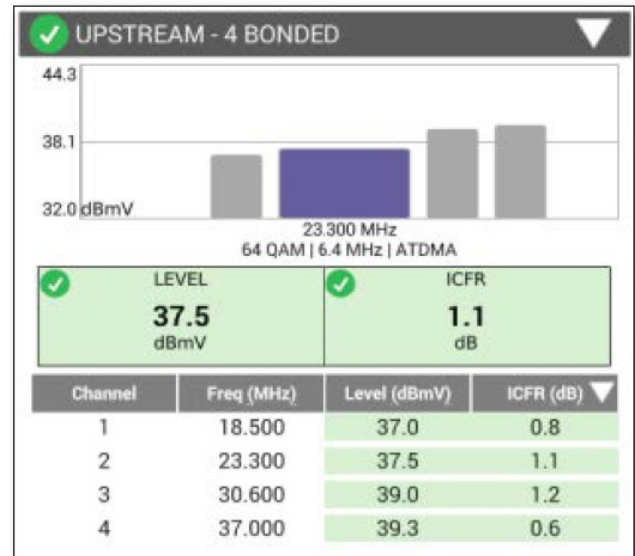 UPSTREAM - 4 BONDED
44.3
38.1
32.0 dBmV
23.300 MHz
64 QAM | 6.4 MHz | ATDMA
LEVEL ICFR
37.5 1.1
dBmV dB
Channel Freq (MHz) Level (dBmV) ICFR (dB)
1 18.500 37.0 0.8
2 23.300 37.5 1.1
3 30.600 39.0 1.2
4 37.000 39.3 0.6